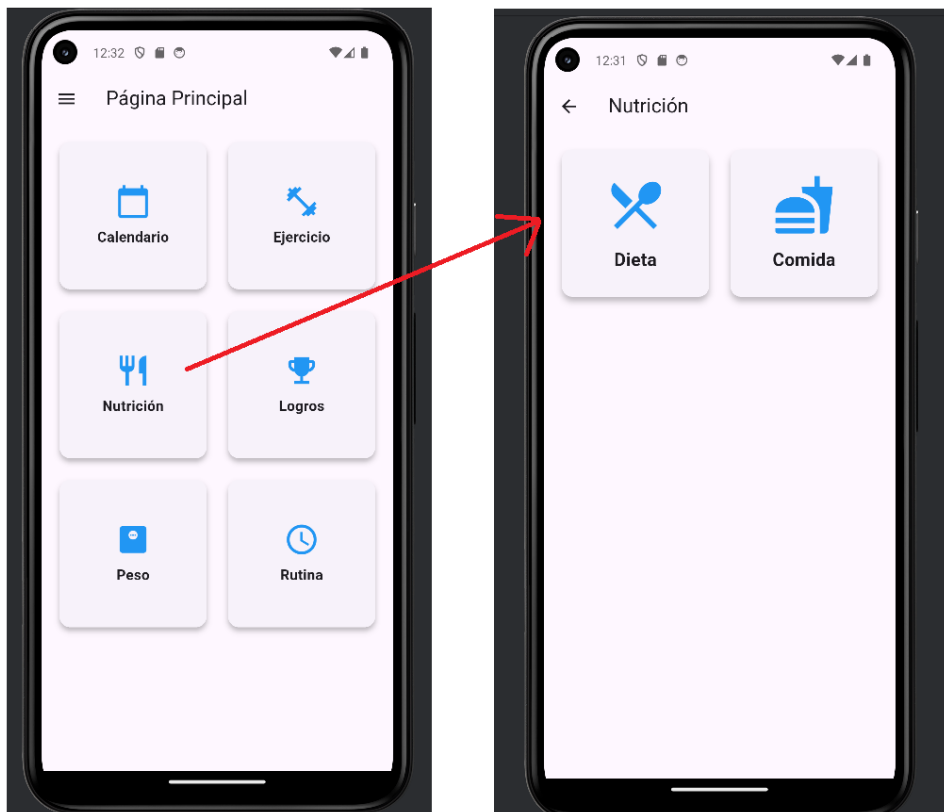 12:32
Página Principal
Calendario
Ejercicio
Nutrición
Logros
Peso
Rutina
12:31
Nutrición
Dieta
Comida